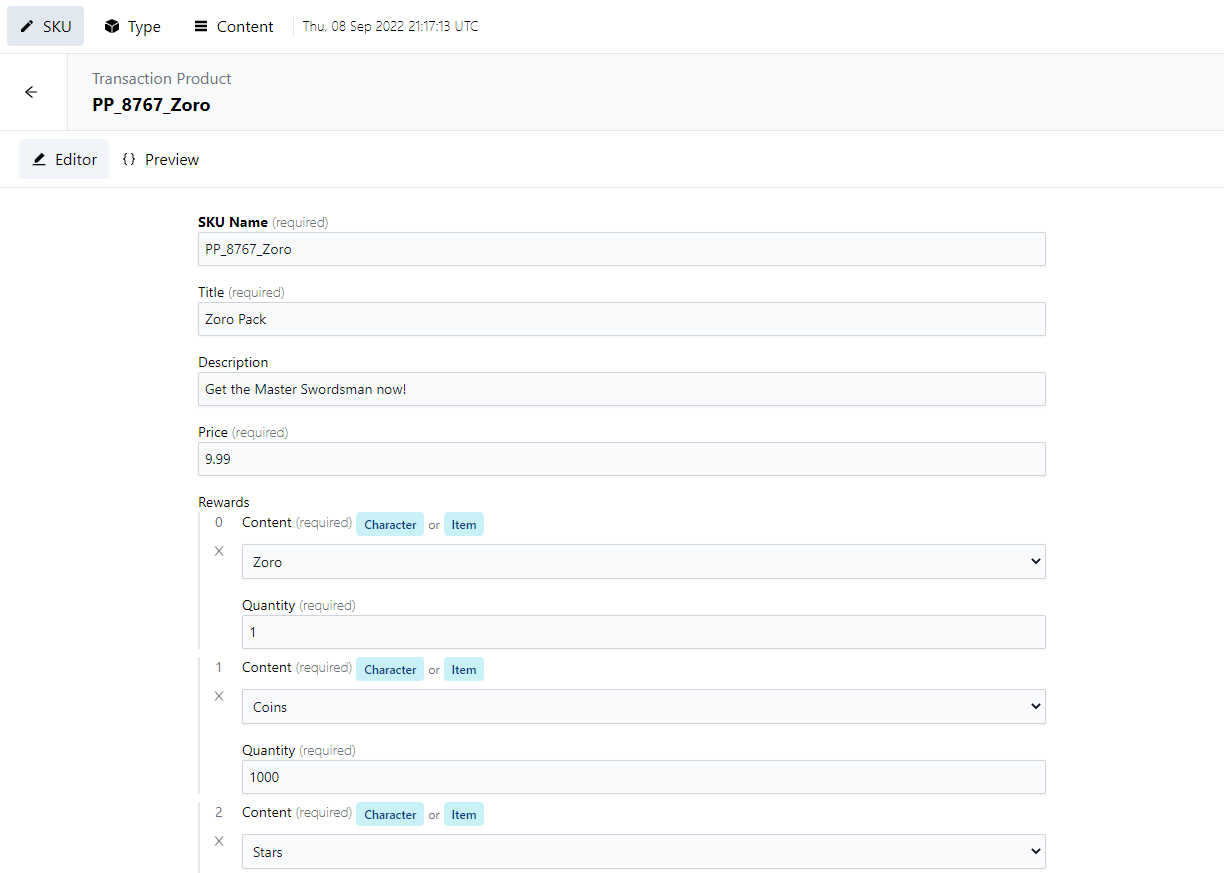 SKU Type Content Thu, 08 Sep 2022 21:17:13 UTC
Transaction Product
PP_8767_Zoro
Editor {} Preview
SKU Name (required)
PP_8767_Zoro
Title (required)
Zoro Pack
Description
Get the Master Swordsman now!
Price (required)
9.99
Rewards
0 Content (required) Character or Item
X
Zoro
Quantity (required)
1
1 Content (required) Character or Item
X
Coins
Quantity (required)
1000
2 Content (required) Character or Item
X
Stars